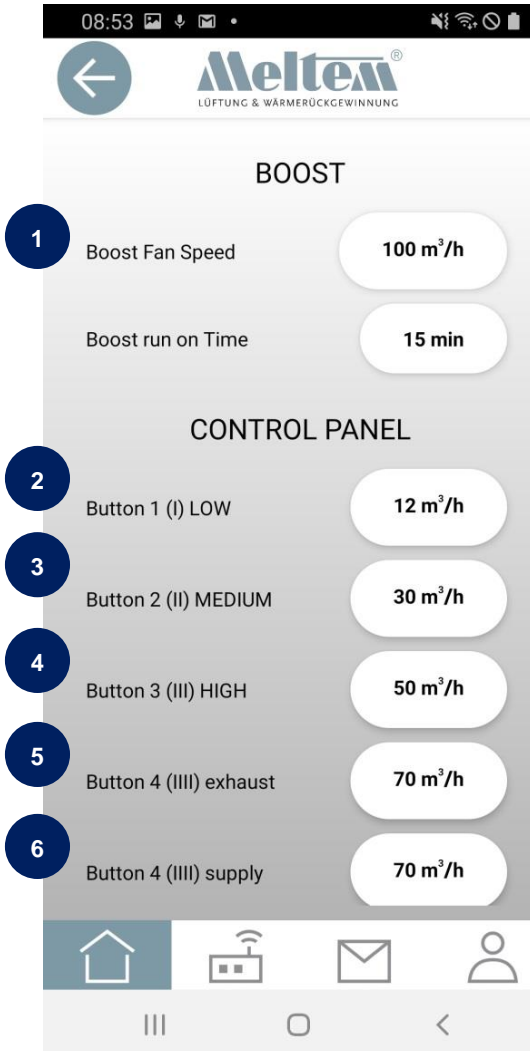 08:53
Meltem®
LÜFTUNG & WÄRMERÜCKGEWINNUNG
BOOST
1
Boost Fan Speed 100 m³/h
Boost run on Time 15 min
CONTROL PANEL
2
Button 1 (I) LOW 12 m³/h
3
Button 2 (II) MEDIUM 30 m³/h
4
Button 3 (III) HIGH 50 m³/h
5
Button 4 (IIII) exhaust 70 m³/h
6
Button 4 (IIII) supply 70 m³/h